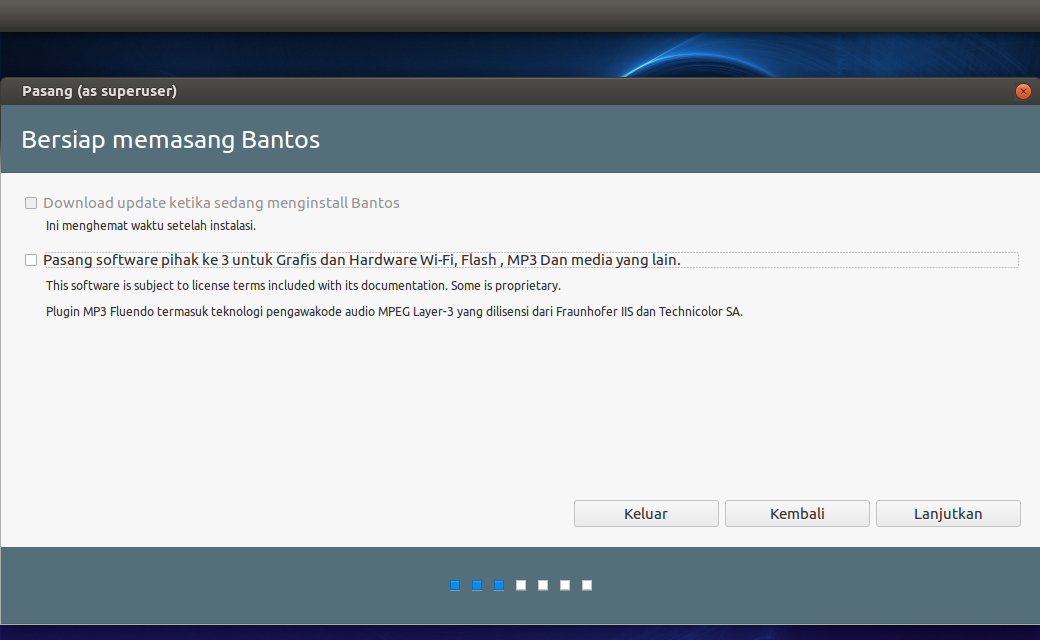 Pasang (as superuser)
Bersiap memasang Bantos
Download update ketika sedang menginstall Bantos
Ini menghemat waktu setelah instalasi.
Pasang software pihak ke 3 untuk Grafis dan Hardware Wi-Fi, Flash , MP3 Dan media yang lain.
This software is subject to license terms included with its documentation. Some is proprietary.
Plugin MP3 Fluendo termasuk teknologi pengawakode audio MPEG Layer-3 yang dilisensi dari Fraunhofer IIS dan Technicolor SA.
Keluar Kembali Lanjutkan